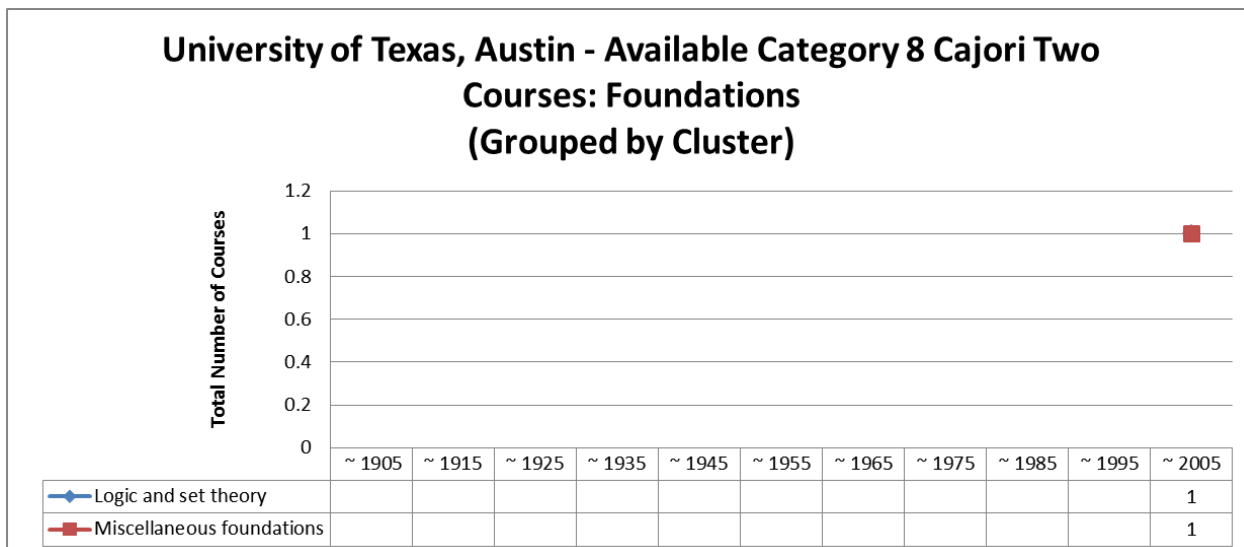 University of Texas, Austin - Available Category 8 Cajori Two
Courses: Foundations
(Grouped by Cluster)
Total Number of Courses
1.2
1
0.8
0.6
0.4
0.2
0
~ 1905 ~ 1915 ~ 1925 ~ 1935 ~ 1945 ~ 1955 ~ 1965 ~ 1975 ~ 1985 ~ 1995 ~ 2005
Logic and set theory 1
Miscellaneous foundations 1